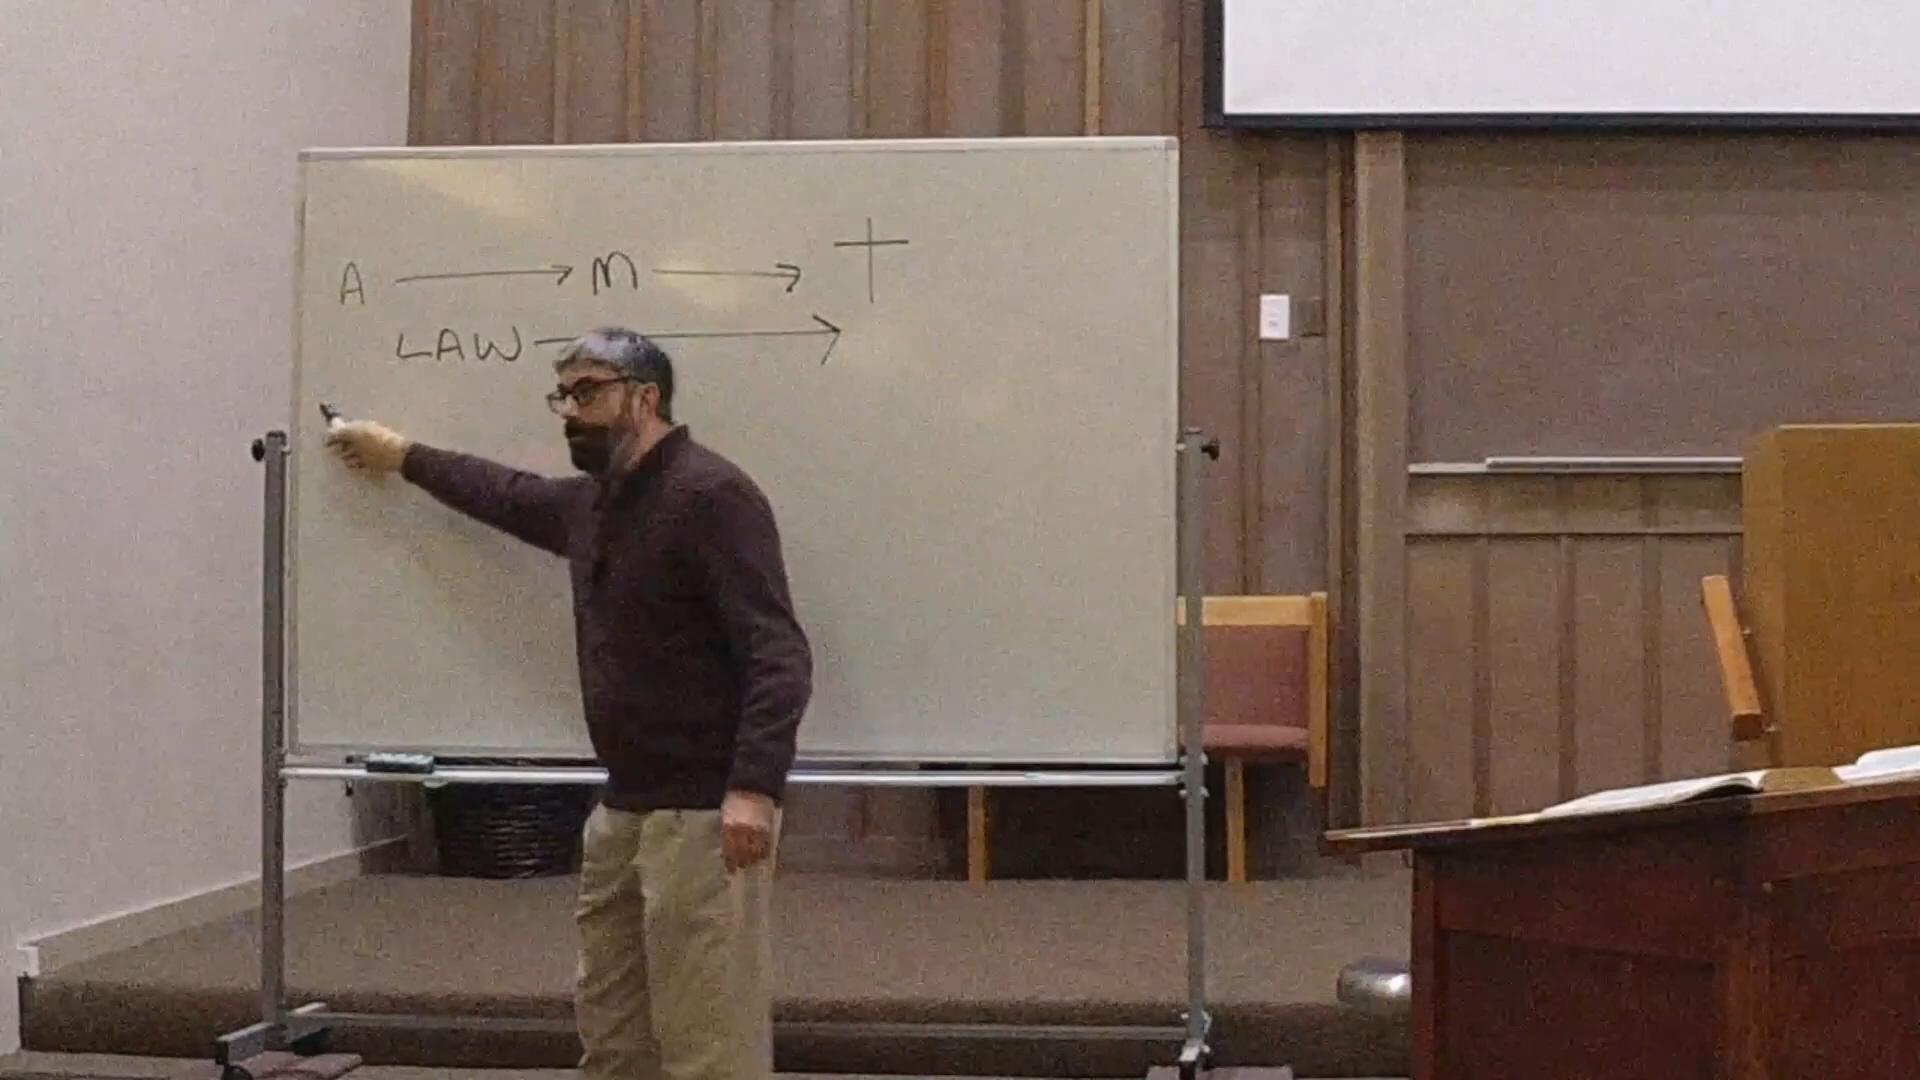 A → M → †
LAW →